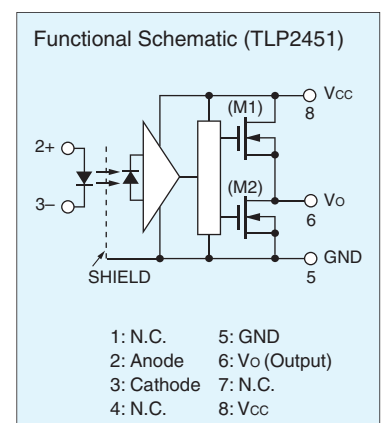 Functional Schematic (TLP2451)
(M1)
Vcc
8
2+
3–
(M2)
Vo
6
GND
5
SHIELD
1: N.C.
5: GND
2: Anode
6: Vo (Output)
3: Cathode
7: N.C.
4: N.C.
8: Vcc